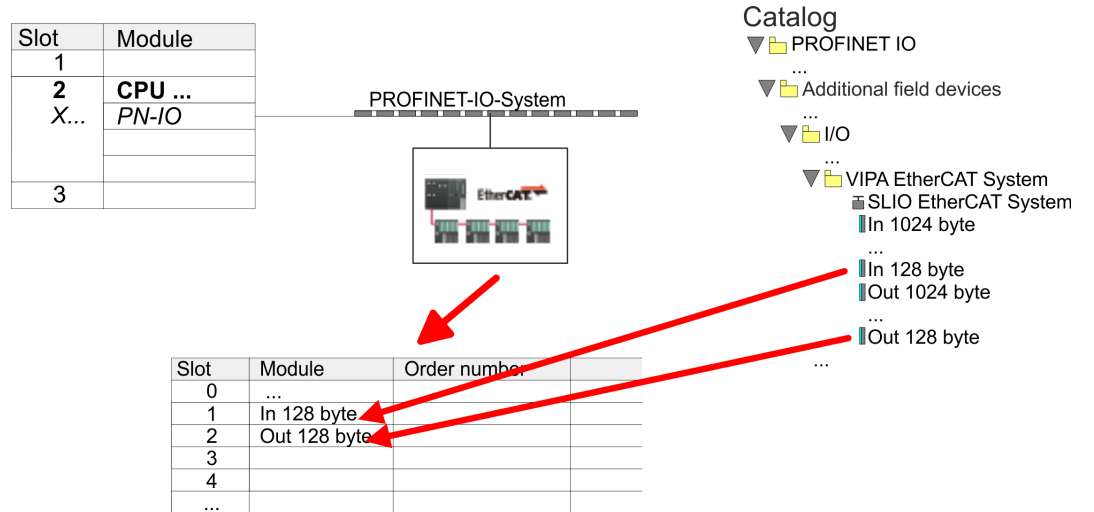 Slot Module
1
2 CPU ...
X... PN-IO
3
PROFINET-IO-System
EtherCAT
Catalog
PROFINET IO
...
Additional field devices
...
I/O
...
VIPA EtherCAT System
SLIO EtherCAT System
In 1024 byte
...
In 128 byte
Out 1024 byte
...
Out 128 byte
...
Slot Module Order number
0 ...
1 In 128 byte
2 Out 128 byte
3
4
...